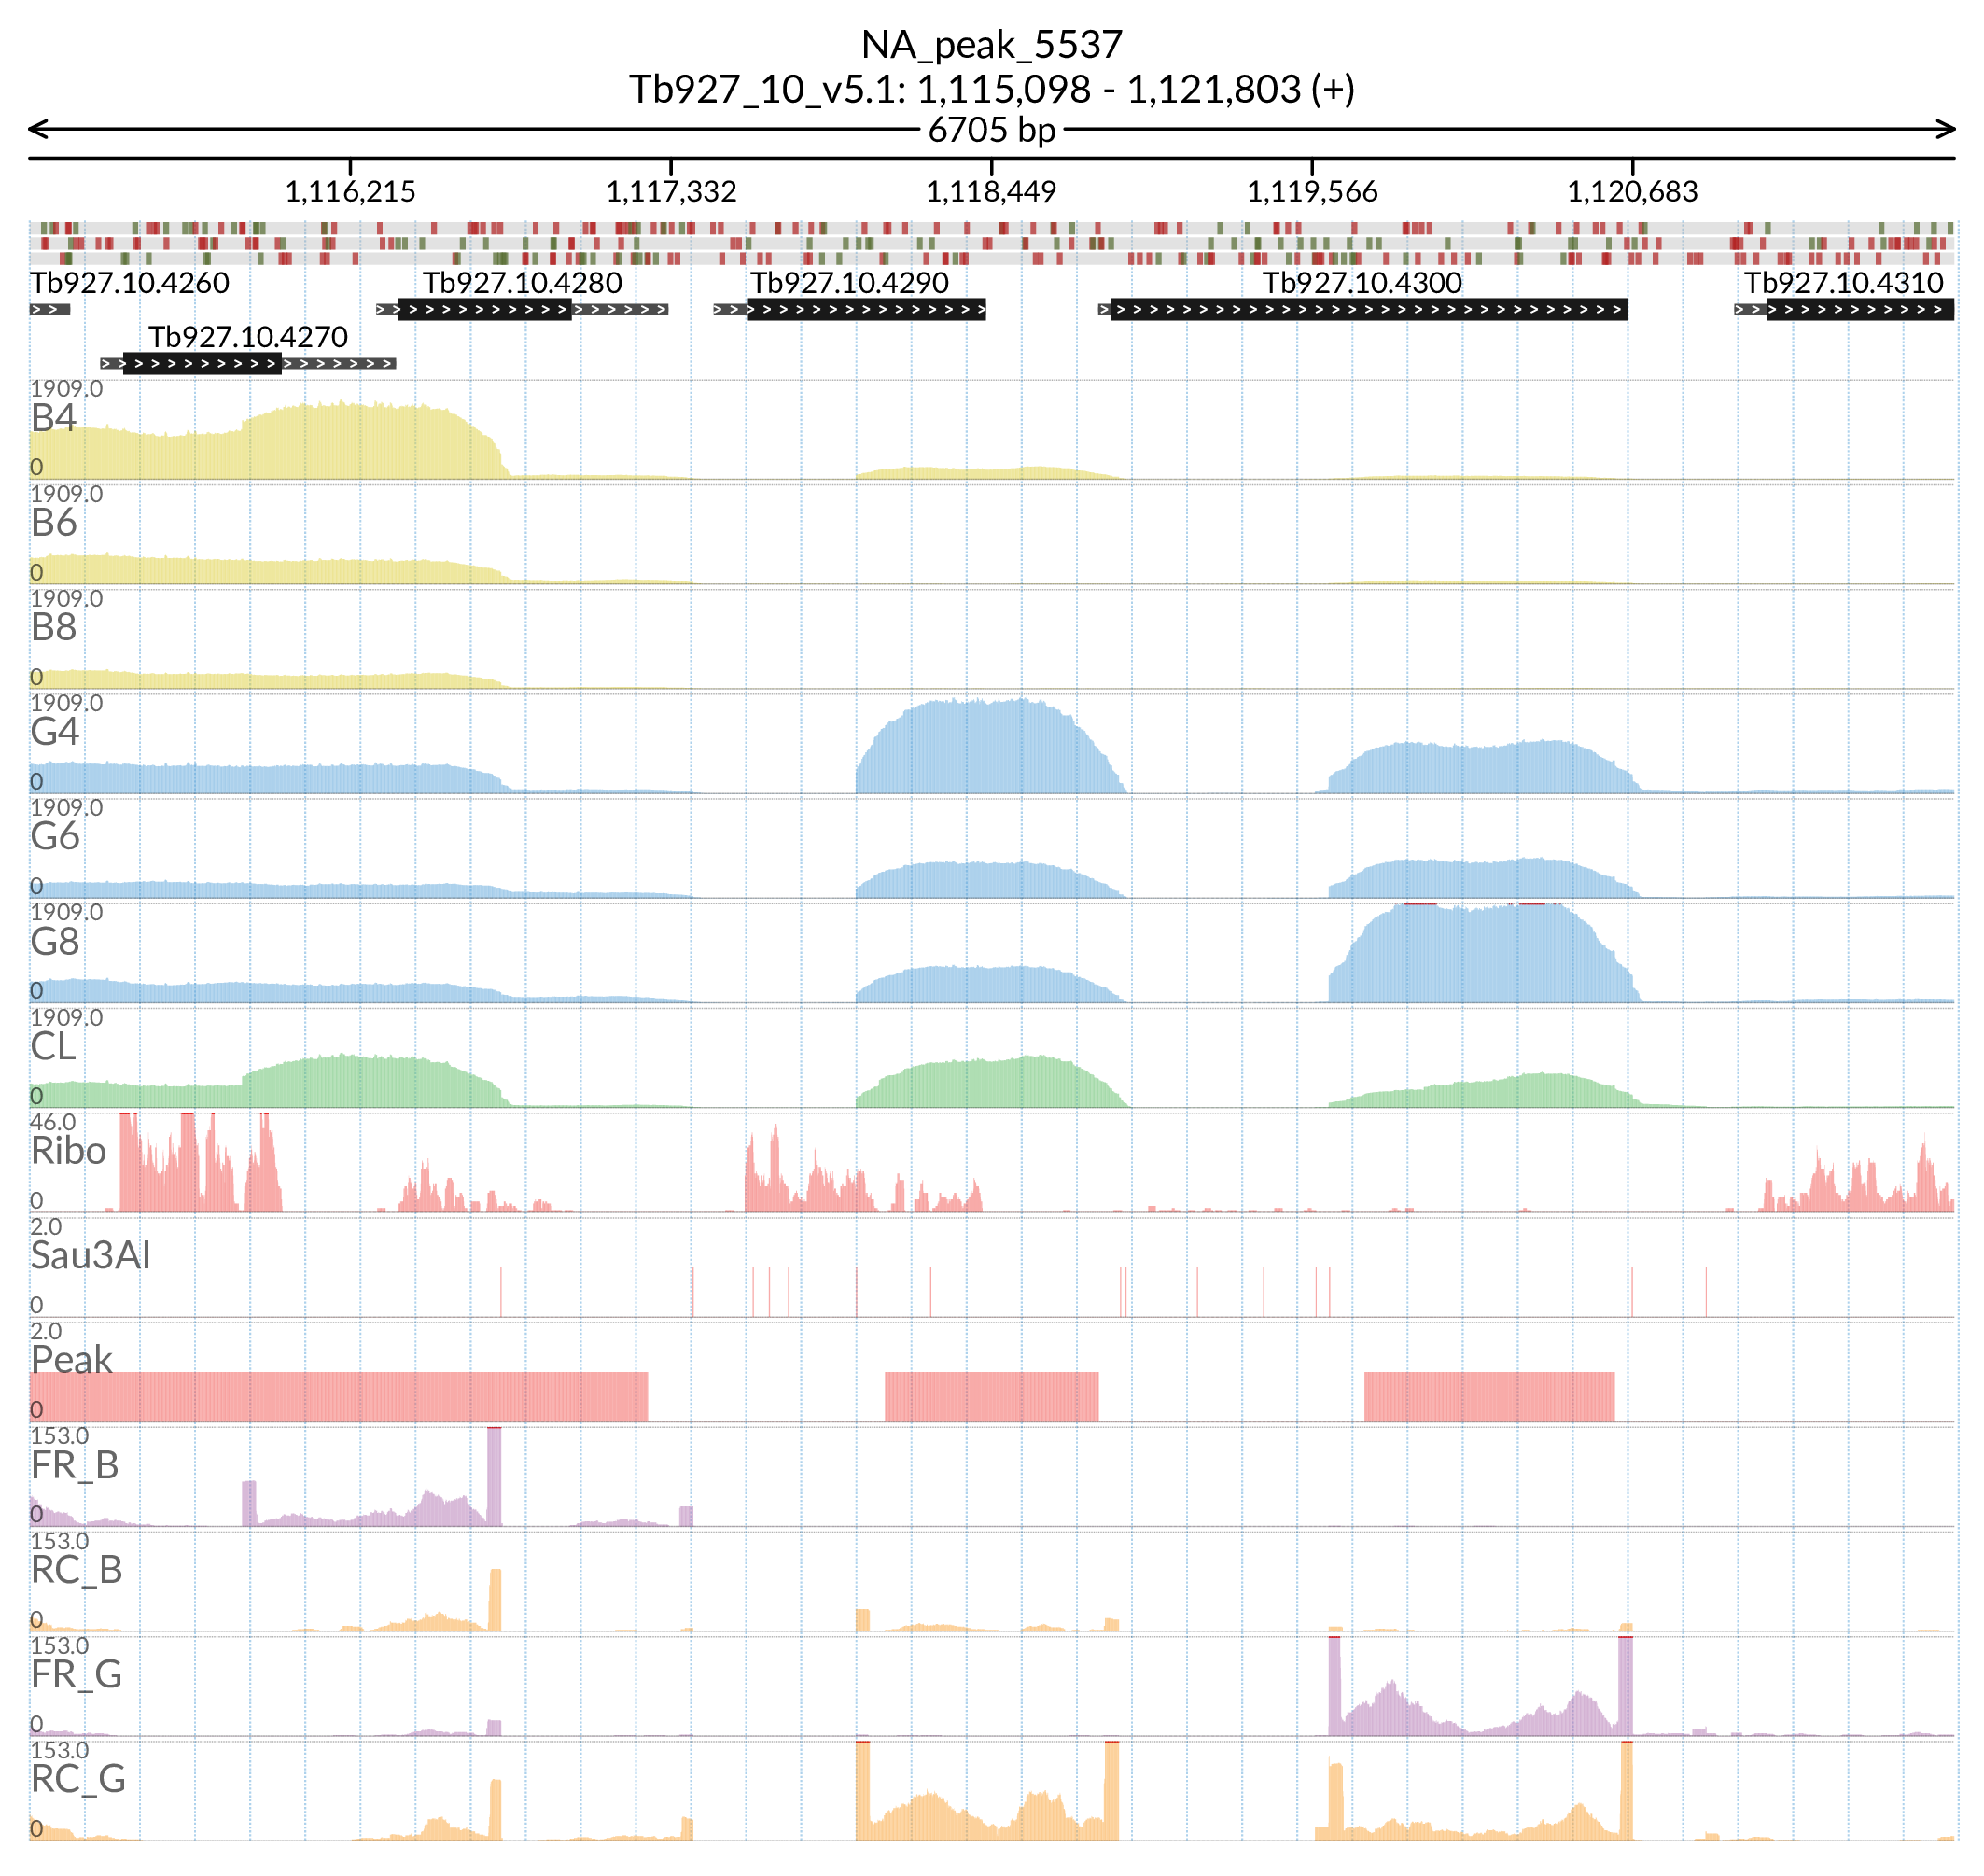 NA_peak_5537
Tb927_10_v5.1: 1,115,098 - 1,121,803 (+)
6705 bp
1,116,215 1,117,332 1,118,449 1,119,566 1,120,683
Tb927.10.4260 Tb927.10.4280 Tb927.10.4290 Tb927.10.4300 Tb927.10.4310
Tb927.10.4270
1909.0
B4
0
1909.0
B6
0
1909.0
B8
0
1909.0
G4
0
1909.0
G6
0
1909.0
G8
0
1909.0
CL
0
46.0
Ribo
0
2.0
Sau3AI
0
2.0
Peak
0
153.0
FR_B
0
153.0
RC_B
0
153.0
FR_G
0
153.0
RC_G
0